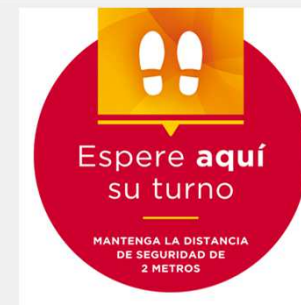 Espere aquí
su turno
MANTENGA LA DISTANCIA
DE SEGURIDAD DE
2 METROS